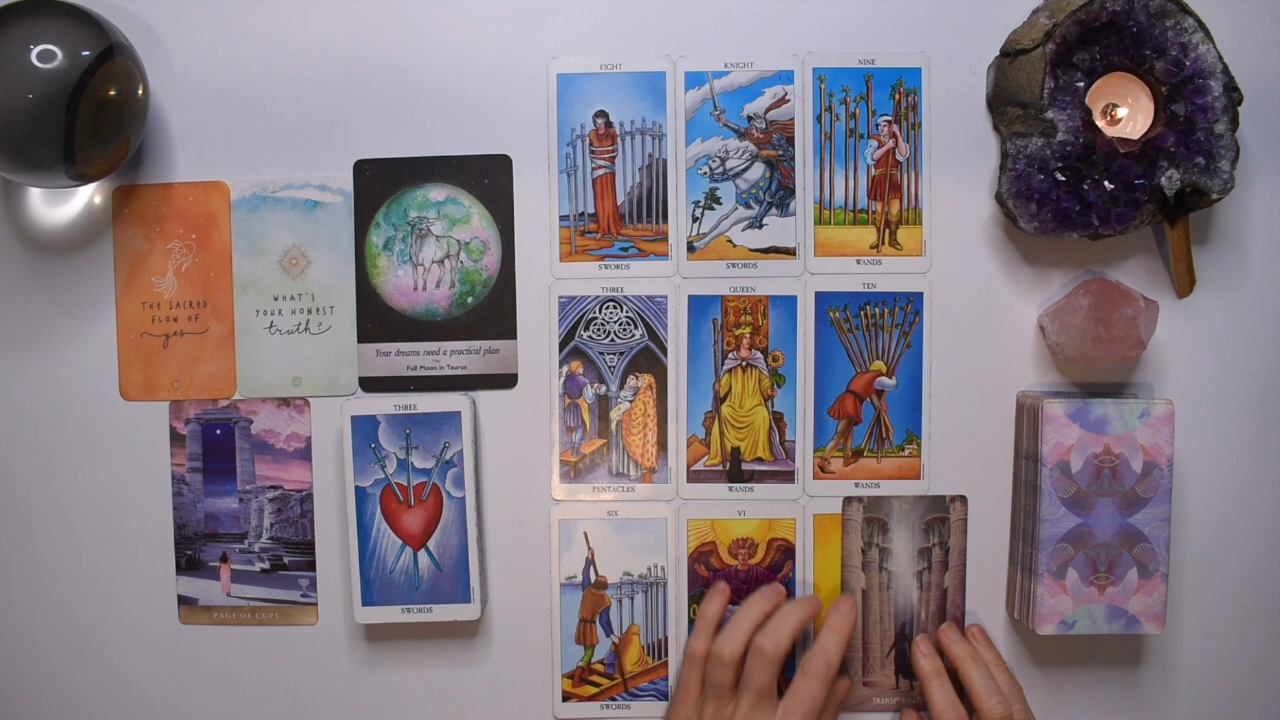 EIGHT
SWORDS
KNIGHT
SWORDS
NINE
WANDS
THE SACRED
FLOW OF
yes
WHAT'S
YOUR HONEST
truth?
Your dreams need a practical plan
Full Moon in Taurus
THREE
PENTACLES
QUEEN
WANDS
TEN
WANDS
PAGE OF CUPS
THREE
SWORDS
SIX
SWORDS
VI